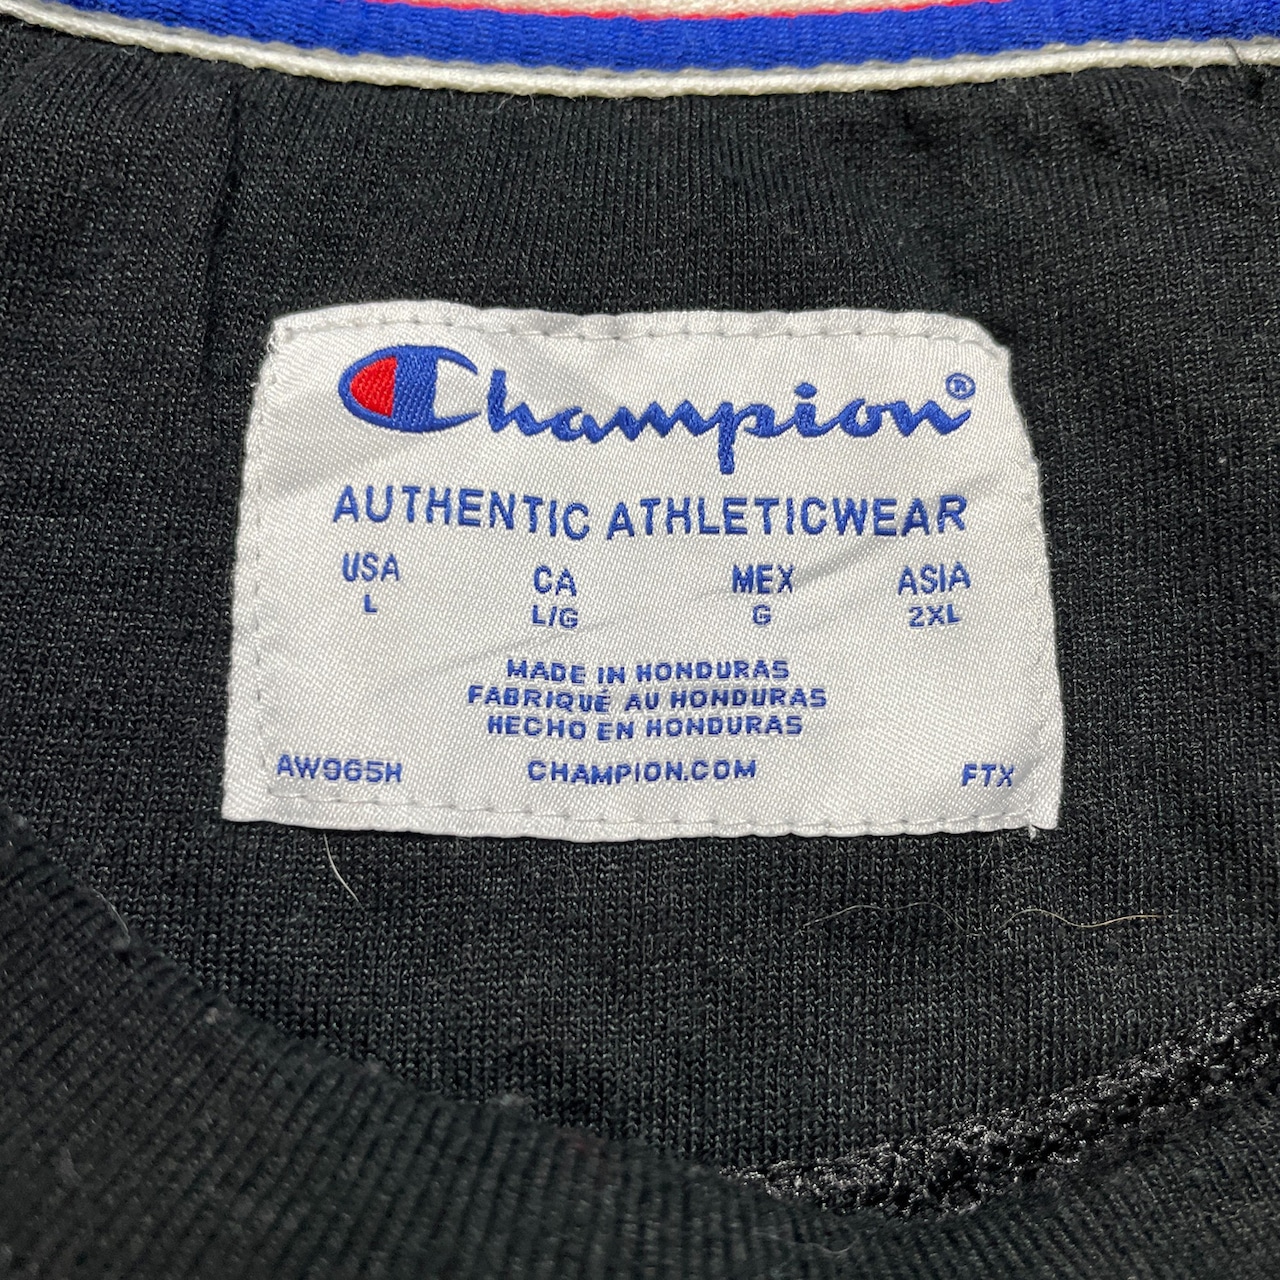 Champion®
AUTHENTIC ATHLETICWEAR
USA CA MEX ASIA
L L/G G 2XL
MADE IN HONDURAS
FABRIQUÉ AU HONDURAS
HECHO EN HONDURAS
AW965H CHAMPION.COM FTX